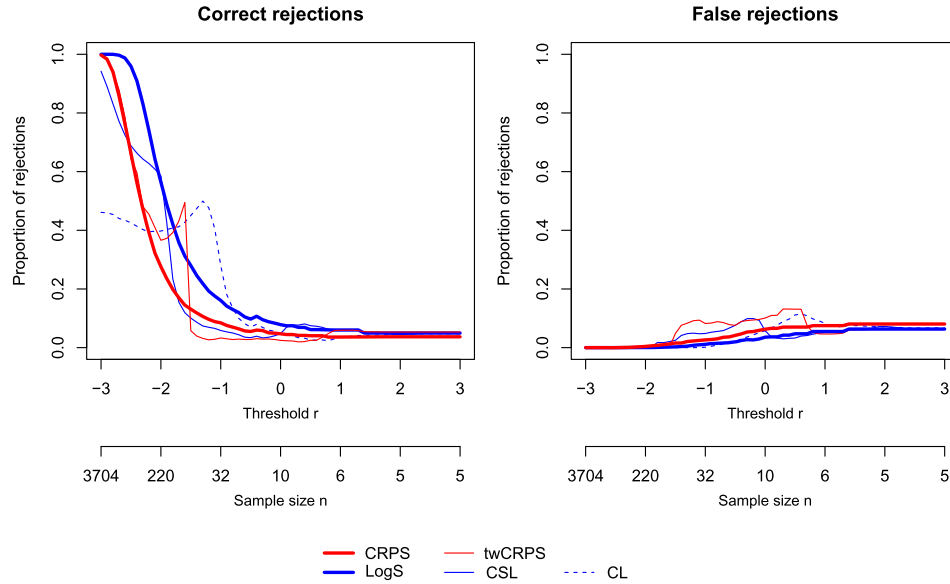 Correct rejections
Proportion of rejections
0.0 0.2 0.4 0.6 0.8 1.0
−3 −2 −1 0 1 2 3
Threshold r
3704 220 32 10 6 5 5
Sample size n
False rejections
Proportion of rejections
0.0 0.2 0.4 0.6 0.8 1.0
−3 −2 −1 0 1 2 3
Threshold r
3704 220 32 10 6 5 5
Sample size n
CRPS twCRPS
LogS CSL CL